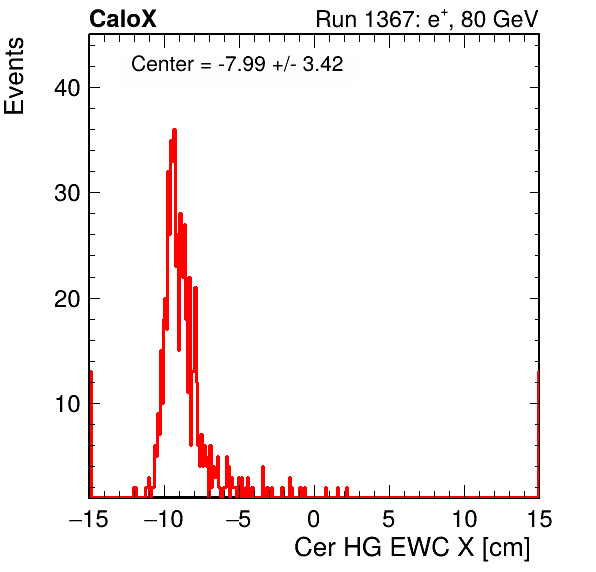 CaloX Run 1367: e+, 80 GeV
Center = -7.99 +/- 3.42
Events
40
30
20
10
−15 −10 −5 0 5 10 15
Cer HG EWC X [cm]